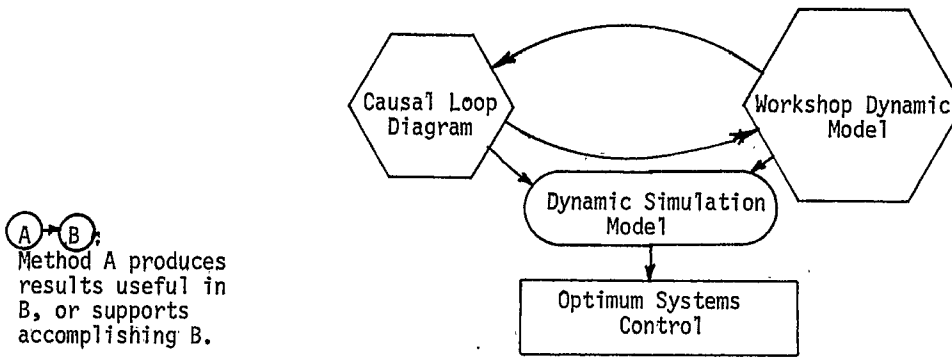 Causal Loop
Diagram
Workshop Dynamic
Model
Dynamic Simulation
Model
Optimum Systems
Control
A B;
Method A produces
results useful in
B, or supports
accomplishing B.